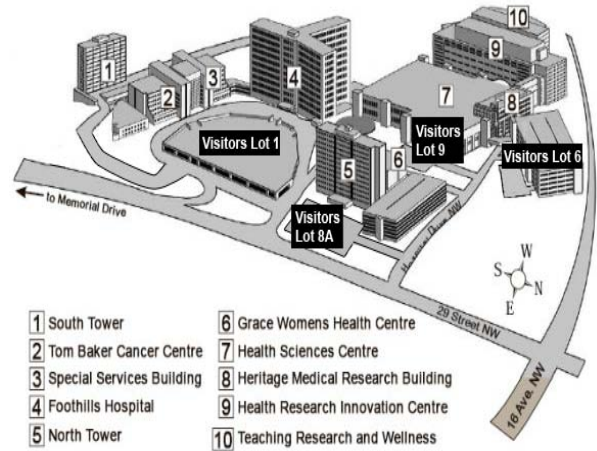 10
9
1
3
4
7
2
8
Visitors Lot 1
Visitors
Lot 9
Visitors Lot 6
5
6
to Memorial Drive
Visitors
Lot 8A
Hospital Drive NW
W
S
N
E
29 Street NW
16 Ave. NW
1 South Tower
2 Tom Baker Cancer Centre
3 Special Services Building
4 Foothills Hospital
5 North Tower
6 Grace Womens Health Centre
7 Health Sciences Centre
8 Heritage Medical Research Building
9 Health Research Innovation Centre
10 Teaching Research and Wellness